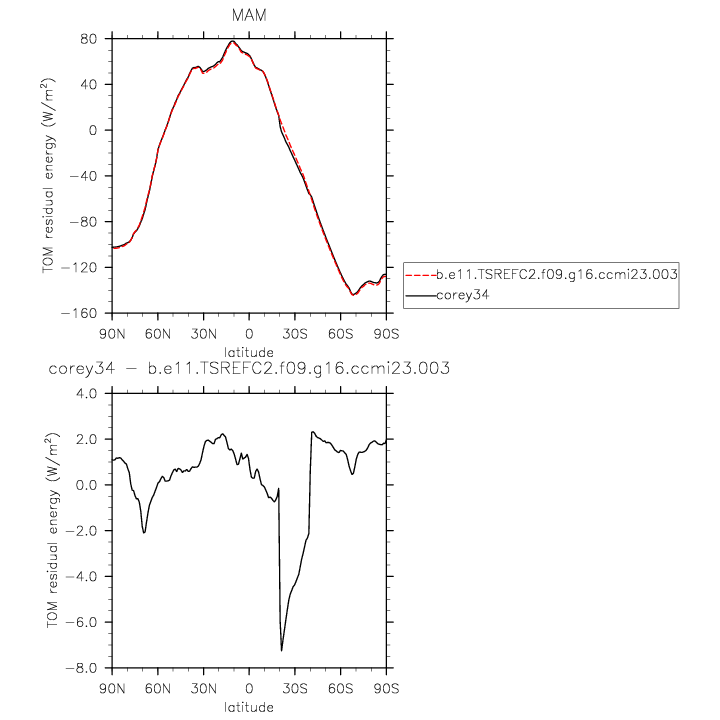 MAM
80
40
0
−40
−80
−120
−160
TOM residual energy (W/m²)
90N 60N 30N 0 30S 60S 90S
latitude
b.e11.TSREFC2.f09.g16.ccmi23.003
corey34
corey34 − b.e11.TSREFC2.f09.g16.ccmi23.003
4.0
2.0
0.0
−2.0
−4.0
−6.0
−8.0
TOM residual energy (W/m²)
90N 60N 30N 0 30S 60S 90S
latitude